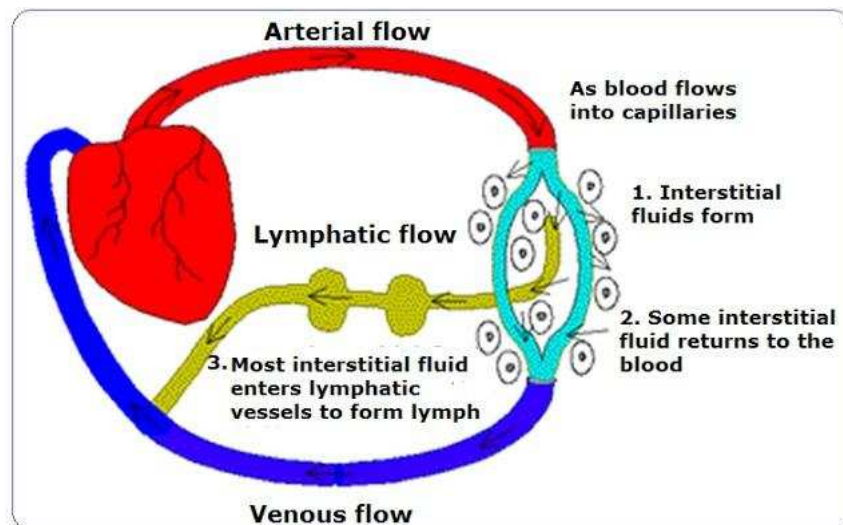 Arterial flow
As blood flows
into capillaries
1. Interstitial
fluids form
Lymphatic flow
2. Some interstitial
fluid returns to the
blood
3. Most interstitial fluid
enters lymphatic
vessels to form lymph
Venous flow